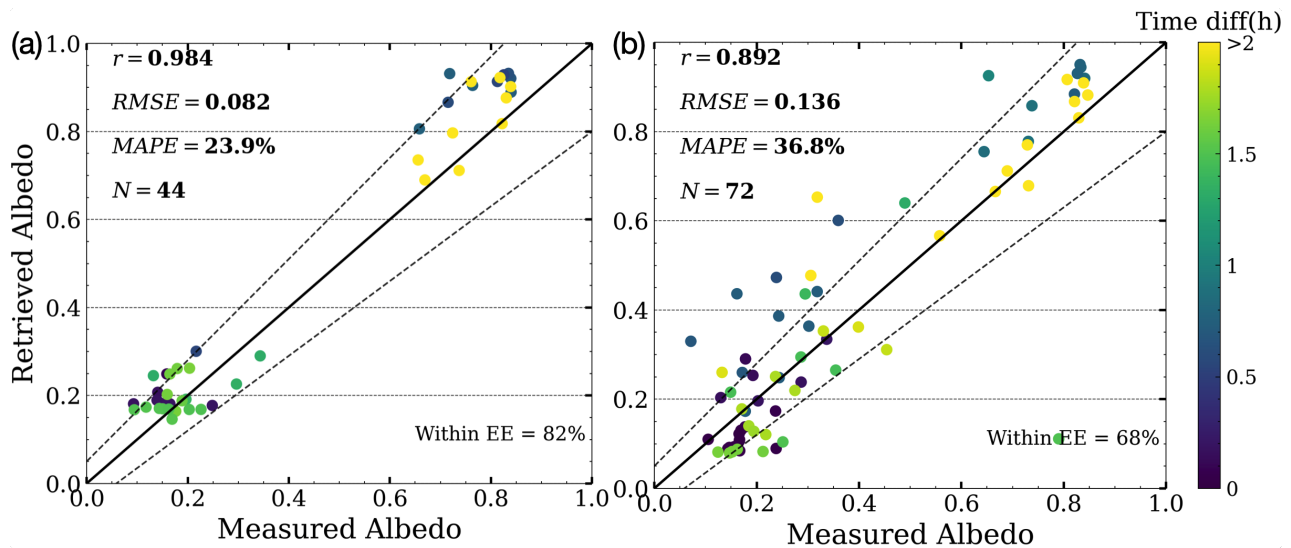 Time diff(h)
(a)
1.0
r = 0.984
RMSE = 0.082
MAPE = 23.9%
N = 44
0.8
0.6
0.4
0.2
0.0
Within EE = 82%
0.0 0.2 0.4 0.6 0.8 1.0
Measured Albedo
Retrieved Albedo
(b)
1.0
r = 0.892
RMSE = 0.136
MAPE = 36.8%
N = 72
0.8
0.6
0.4
0.2
0.0
Within EE = 68%
0.0 0.2 0.4 0.6 0.8 1.0
Measured Albedo
>2
1.5
1
0.5
0